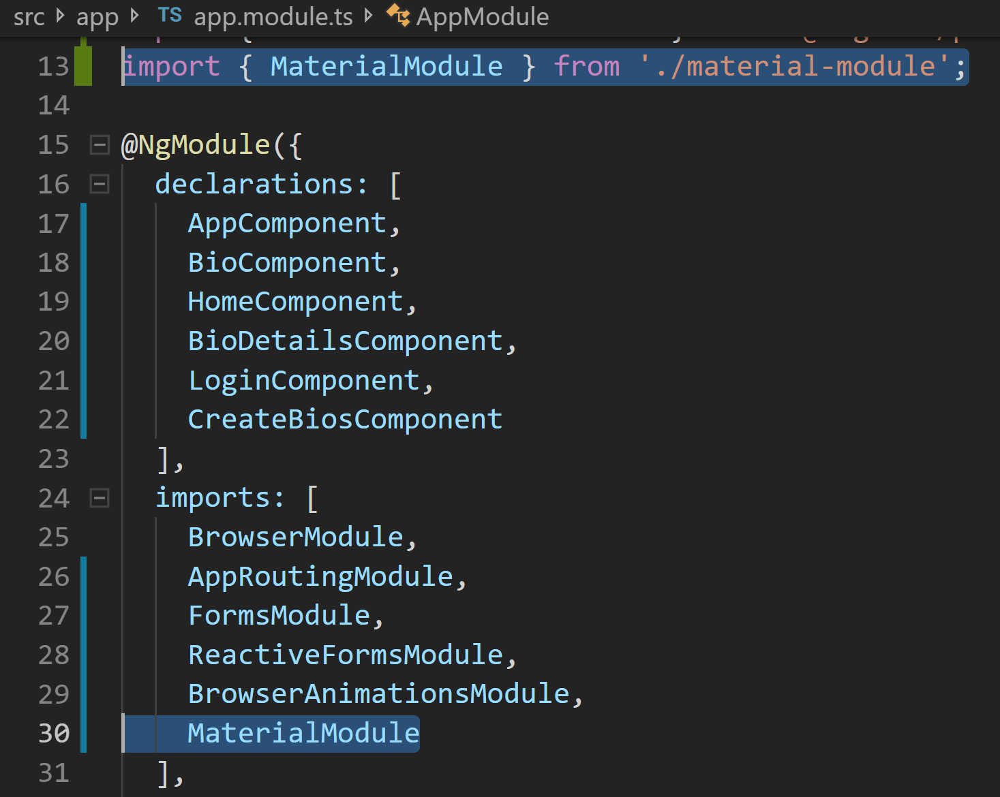 src app TS app.module.ts AppModule
13 import { MaterialModule } from './material-module';
14
15 @NgModule({
16 declarations: [
17 AppComponent,
18 BioComponent,
19 HomeComponent,
20 BioDetailsComponent,
21 LoginComponent,
22 CreateBiosComponent
23 ],
24 imports: [
25 BrowserModule,
26 AppRoutingModule,
27 FormsModule,
28 ReactiveFormsModule,
29 BrowserAnimationsModule,
30 MaterialModule
31 ],